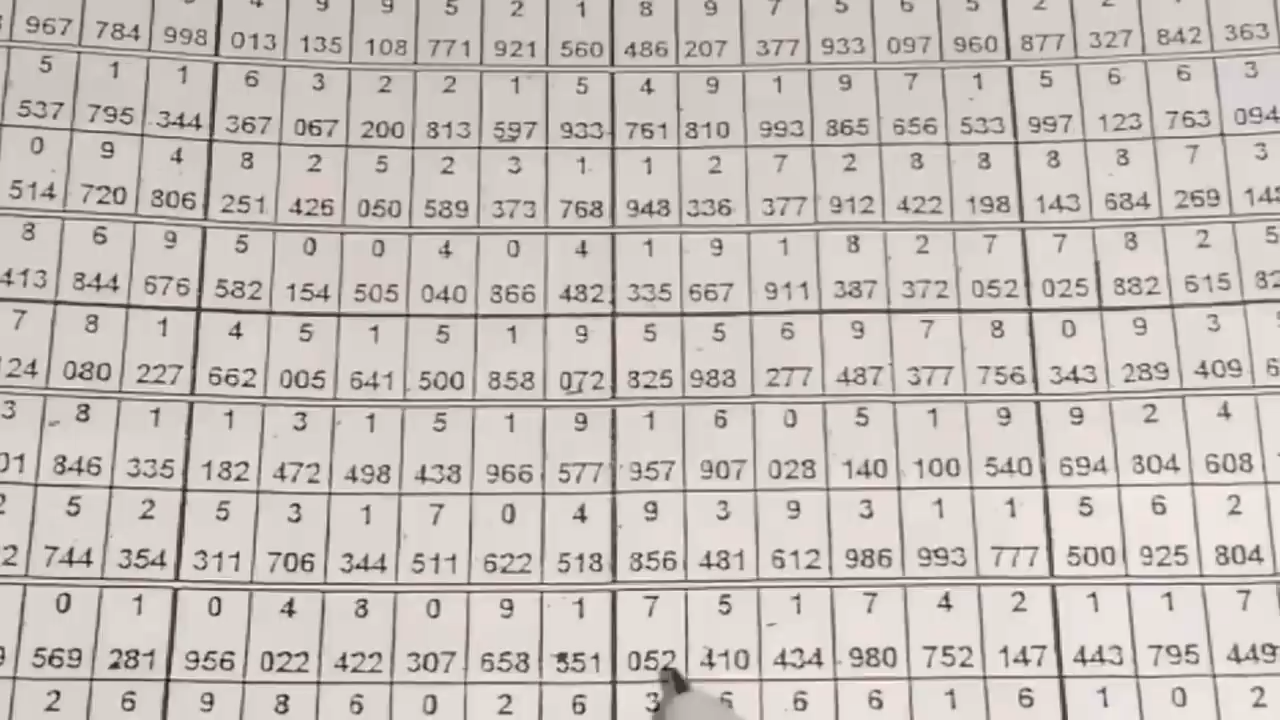 967 784 998 013 135 108 771 921 560 486 207 377 933 097 960 877 327 842 363
5 1 1 6 3 2 2 1 5 4 9 1 9 7 1 5 6 6 3
537 795 344 367 067 200 813 597 933 761 810 993 865 656 533 997 123 763 094
0 9 4 8 2 5 2 3 1 1 2 7 2 8 8 8 8 7 3
514 720 806 251 426 050 589 373 768 948 336 377 912 422 198 143 684 269 14
8 6 9 5 0 0 4 0 4 1 9 1 8 2 7 7 8 2 5
413 844 676 582 154 505 040 866 482 335 667 911 387 372 052 025 882 615 82
7 8 1 4 5 1 5 1 9 5 5 6 9 7 8 0 9 3
24 080 227 662 005 641 500 858 072 825 988 277 487 377 756 343 289 409 6
3 8 1 1 3 1 5 1 9 1 6 0 5 1 9 9 2 4
01 846 335 182 472 498 438 966 577 957 907 028 140 100 540 694 804 608
2 5 2 5 3 1 7 0 4 9 3 9 3 1 1 5 6 2
2 744 354 311 706 344 511 622 518 856 481 612 986 993 777 500 925 804
0 1 0 4 8 0 9 1 7 5 1 7 4 2 1 1 7
9 569 281 956 022 422 307 658 351 052 410 434 980 752 147 443 795 449
2 6 9 8 6 0 2 6 3 6 6 6 1 6 1 0 2